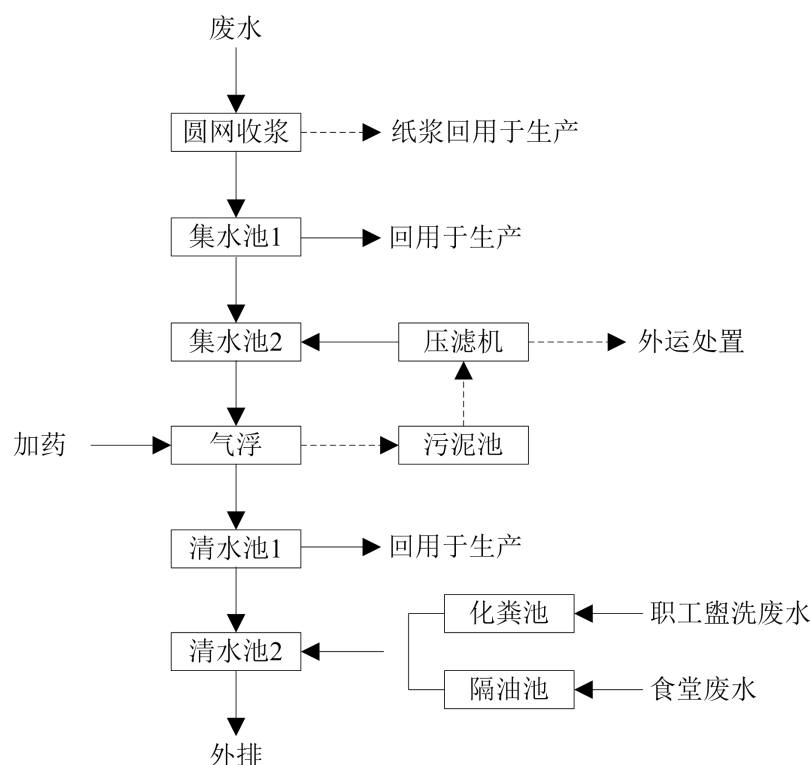 废水
圆网收浆
纸浆回用于生产
集水池1
回用于生产
集水池2
压滤机
外运处置
加药
气浮
污泥池
清水池1
回用于生产
化粪池
职工盥洗废水
清水池2
隔油池
食堂废水
外排